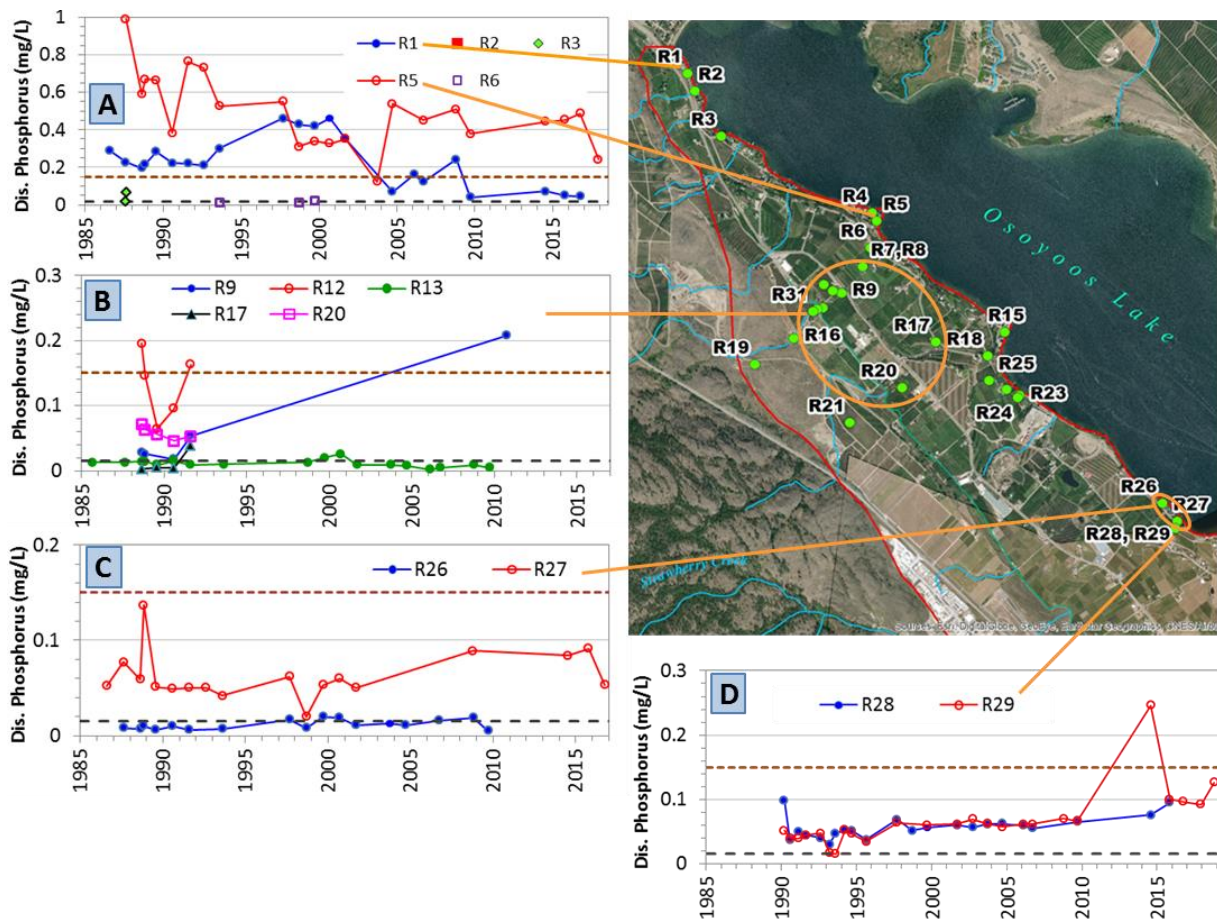 Dis. Phosphorus (mg/L)
1
0.8
0.6
0.4
0.2
0
A
R1 R2 R3
R5 R6
1985 1990 1995 2000 2005 2010 2015
Dis. Phosphorus (mg/L)
0.3
0.2
0.1
0
B
R9 R12 R13
R17 R20
1985 1990 1995 2000 2005 2010 2015
Dis. Phosphorus (mg/L)
0.2
0.1
0
C
R26 R27
1985 1990 1995 2000 2005 2010 2015
R1
R2
R3
R4 R5
R6
R7,R8
R31 R9
R16 R17 R18 R15
R19
R20 R25
R21 R24 R23
R26
R27
R28, R29
Osoyoos Lake
Strawberry Creek
Dis. Phosphorus (mg/L)
0.3
0.2
0.1
0
D
R28 R29
1985 1990 1995 2000 2005 2010 2015